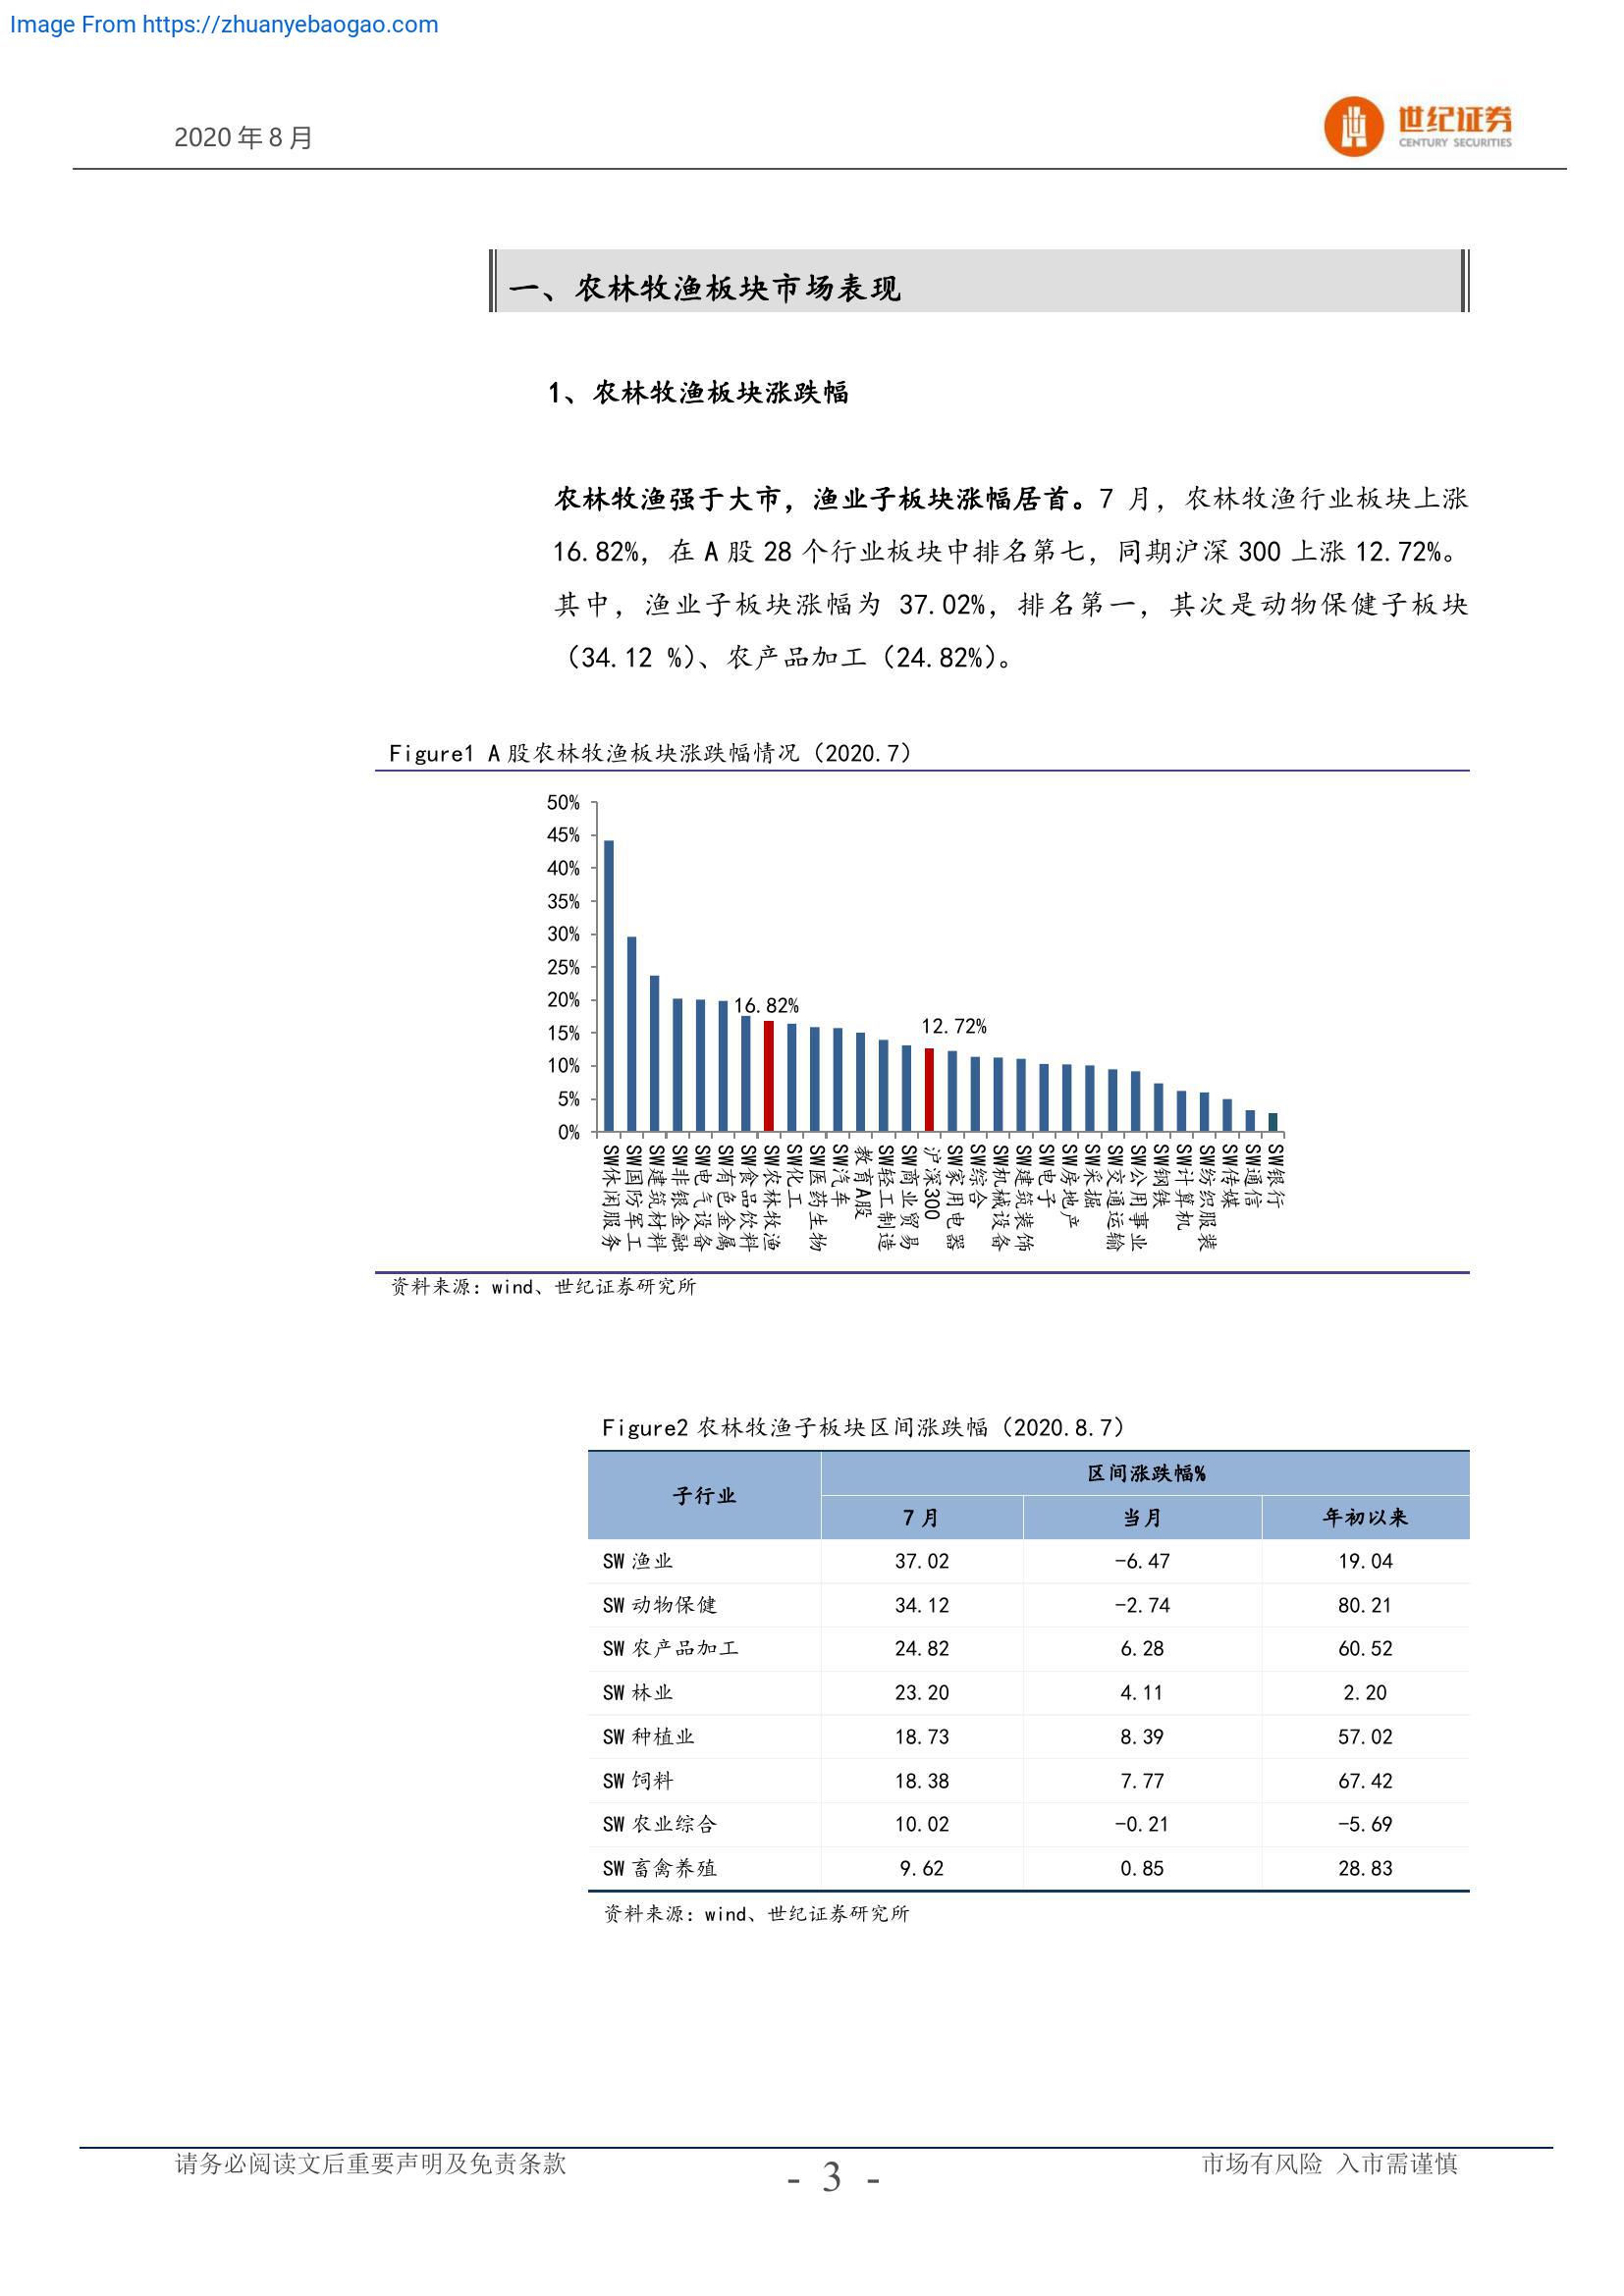 Image From https://zhuanyebaogao.com
2020 年 8 月
世纪证券
CENTURY SECURITIES
一、农林牧渔板块市场表现
1、农林牧渔板块涨跌幅
农林牧渔强于大市，渔业子板块涨幅居首。7 月，农林牧渔行业板块上涨
16.82%，在 A 股 28 个行业板块中排名第七，同期沪深 300 上涨 12.72%。
其中，渔业子板块涨幅为 37.02%，排名第一，其次是动物保健子板块
（34.12 %）、农产品加工（24.82%）。
Figure1 A 股农林牧渔板块涨跌幅情况（2020.7）
50%
45%
40%
35%
30%
25%
20%
15%
10%
5%
0%
16.82%
12.72%
SW休闲服务
SW国防军工
SW建筑材料
SW非银金融
SW电气设备
SW有色金属
SW食品饮料
SW农林牧渔
SW化工
SW医药生物
SW汽车
教育A股
SW轻工制造
SW商业贸易
沪深300
SW家用电器
SW综合
SW机械设备
SW建筑装饰
SW电子
SW房地产
SW采掘
SW交通运输
SW公用事业
SW钢铁
SW计算机
SW纺织服装
SW传媒
SW通信
SW银行
资料来源：wind、世纪证券研究所
Figure2 农林牧渔子板块区间涨跌幅（2020.8.7）
子行业 区间涨跌幅%
7 月 当月 年初以来
SW 渔业 37.02 -6.47 19.04
SW 动物保健 34.12 -2.74 80.21
SW 农产品加工 24.82 6.28 60.52
SW 林业 23.20 4.11 2.20
SW 种植业 18.73 8.39 57.02
SW 饲料 18.38 7.77 67.42
SW 农业综合 10.02 -0.21 -5.69
SW 畜禽养殖 9.62 0.85 28.83
资料来源：wind、世纪证券研究所
请务必阅读文后重要声明及免责条款
- 3 -
市场有风险 入市需谨慎